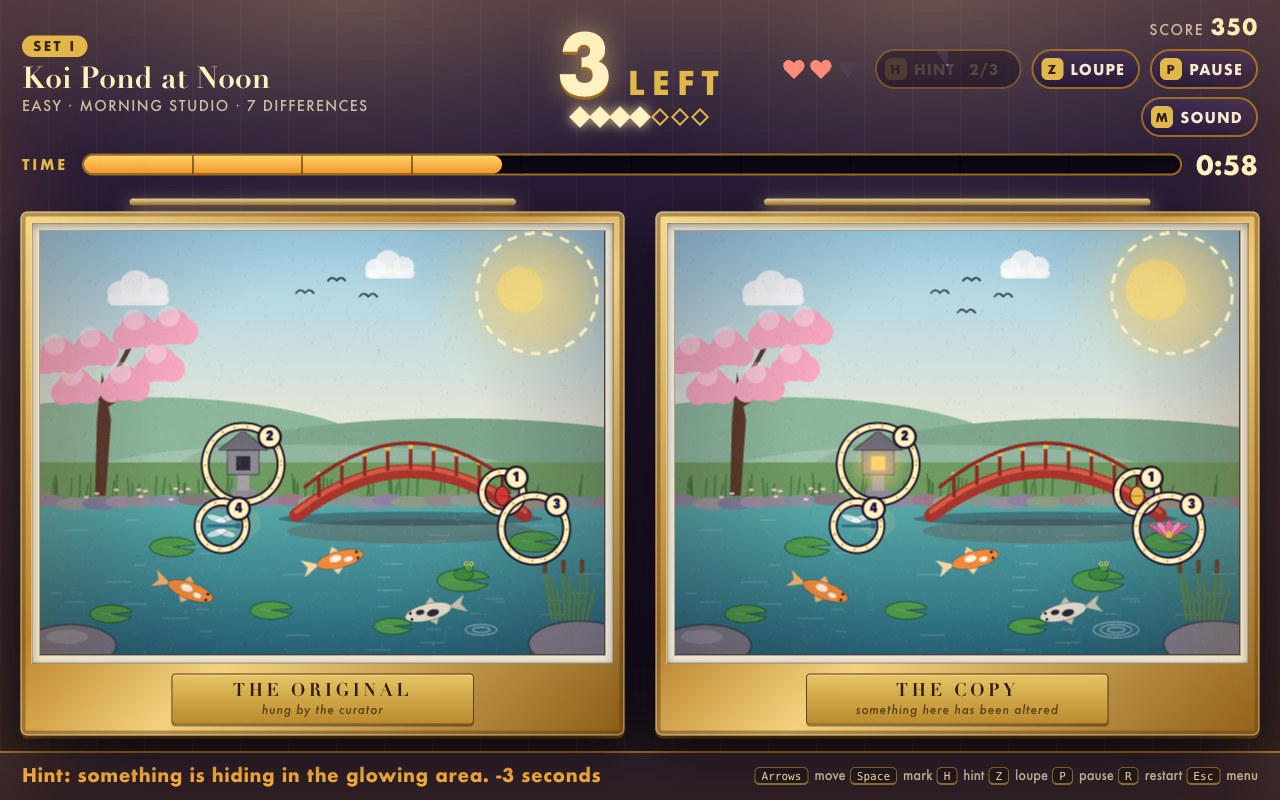 SET I
Koi Pond at Noon
EASY · MORNING STUDIO · 7 DIFFERENCES
3 LEFT
SCORE 350
H HINT 2/3
Z LOUPE
P PAUSE
M SOUND
TIME
0:58
2
1
3
4
2
1
3
4
THE ORIGINAL
hung by the curator
THE COPY
something here has been altered
Hint: something is hiding in the glowing area. -3 seconds
Arrows move Space mark H hint Z loupe P pause R restart Esc menu